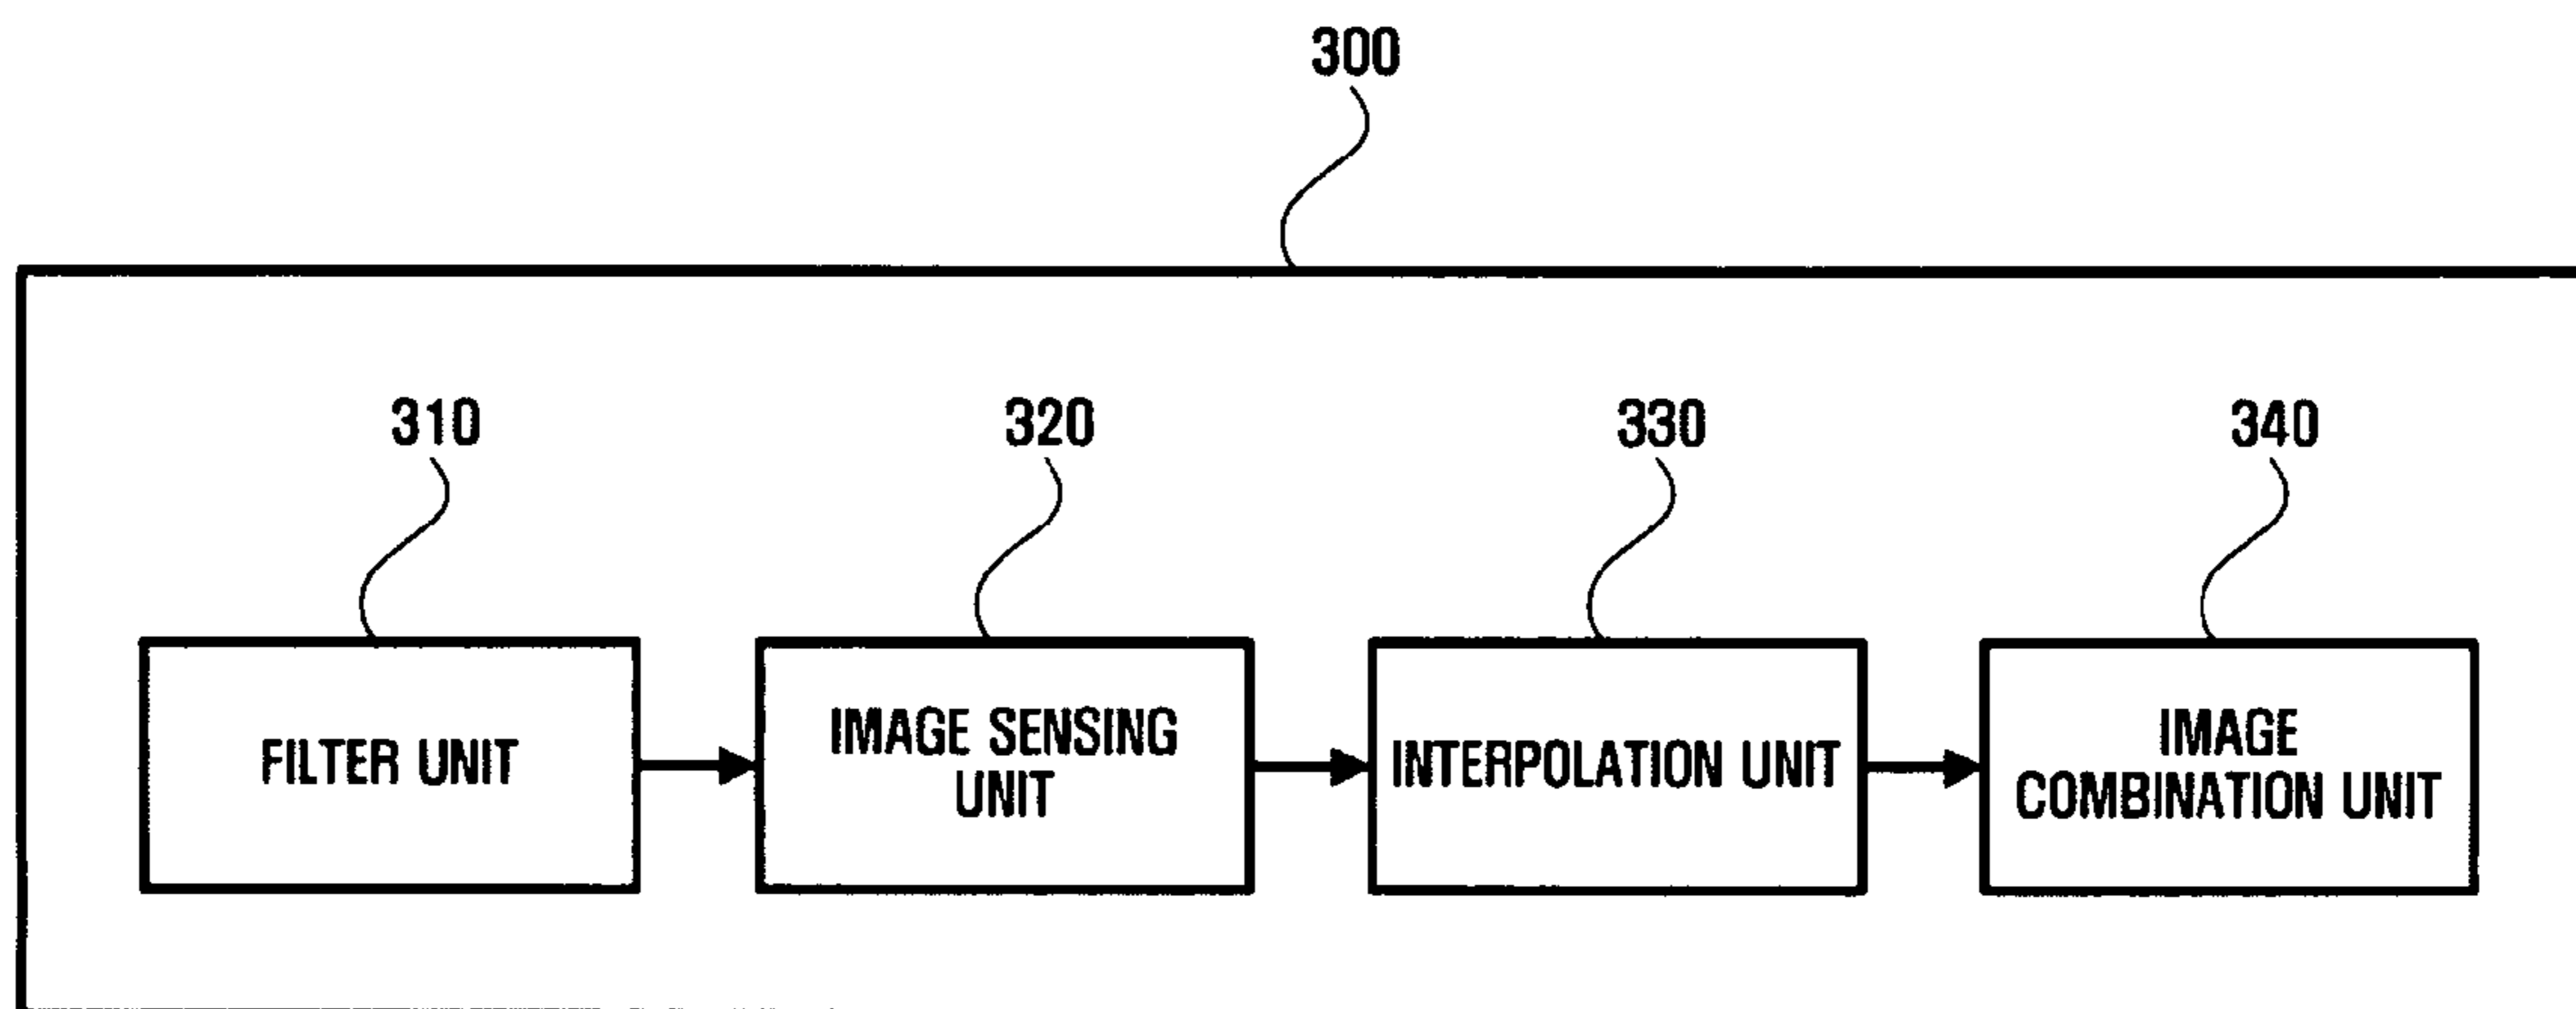 300
310
320
330
340
FILTER UNIT
IMAGE SENSING
UNIT
INTERPOLATION UNIT
IMAGE
COMBINATION UNIT